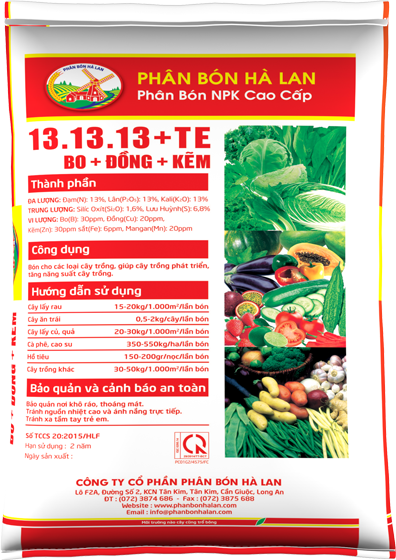 PHÂN BÓN HÀ LAN
PHÂN BÓN HÀ LAN
Phân Bón NPK Cao Cấp
13.13.13+TE
BO + ĐỒNG + KẼM
Thành phần
ĐA LƯỢNG: Đạm(N): 13%, Lân(P₂O₅): 13%, Kali(K₂O): 13%
TRUNG LƯỢNG: Silic Oxit(SiO): 1,6%, Lưu Huỳnh(S): 6,8%
VI LƯỢNG: Bo(B): 30ppm, Đồng(Cu): 20ppm,
Kẽm(Zn): 30ppm sắt(Fe): 6ppm, Mangan(Mn): 20ppm
Công dụng
Bón cho các loại cây trồng, giúp cây trồng phát triển,
tăng năng suất cây trồng.
Hướng dẫn sử dụng
Cây lấy rau 15-20kg/1.000m²/lần bón
Cây ăn trái 0,5-2kg/cây/lần bón
Cây lấy củ, quả 20-30kg/1.000m²/lần bón
Cà phê, cao su 350-550kg/ha/lần bón
Hồ tiêu 150-200gr/nọc/lần bón
Cây trồng khác 30-50kg/1.000m²/lần bón
Bảo quản và cảnh báo an toàn
Bảo quản nơi khô ráo, thoáng mát.
Tránh nguồn nhiệt cao và ánh nắng trực tiếp.
Tránh xa tầm tay trẻ em.
Số TCCS 20:2015/HLF
Hạn sử dụng : 2 năm
Ngày sản xuất :
BO + ĐỒNG + KẼM
CÔNG TY CỔ PHẦN PHÂN BÓN HÀ LAN
Lô F2A, Đường Số 2, KCN Tân Kim, Tân Kim, Cần Giuộc, Long An
ĐT : (072) 3874 686 - Fax : (072) 3875 688
Website : www.phanbonhalan.com
Email : info@phanbonhalan.com
Môi trường nào cây cũng trổ bông